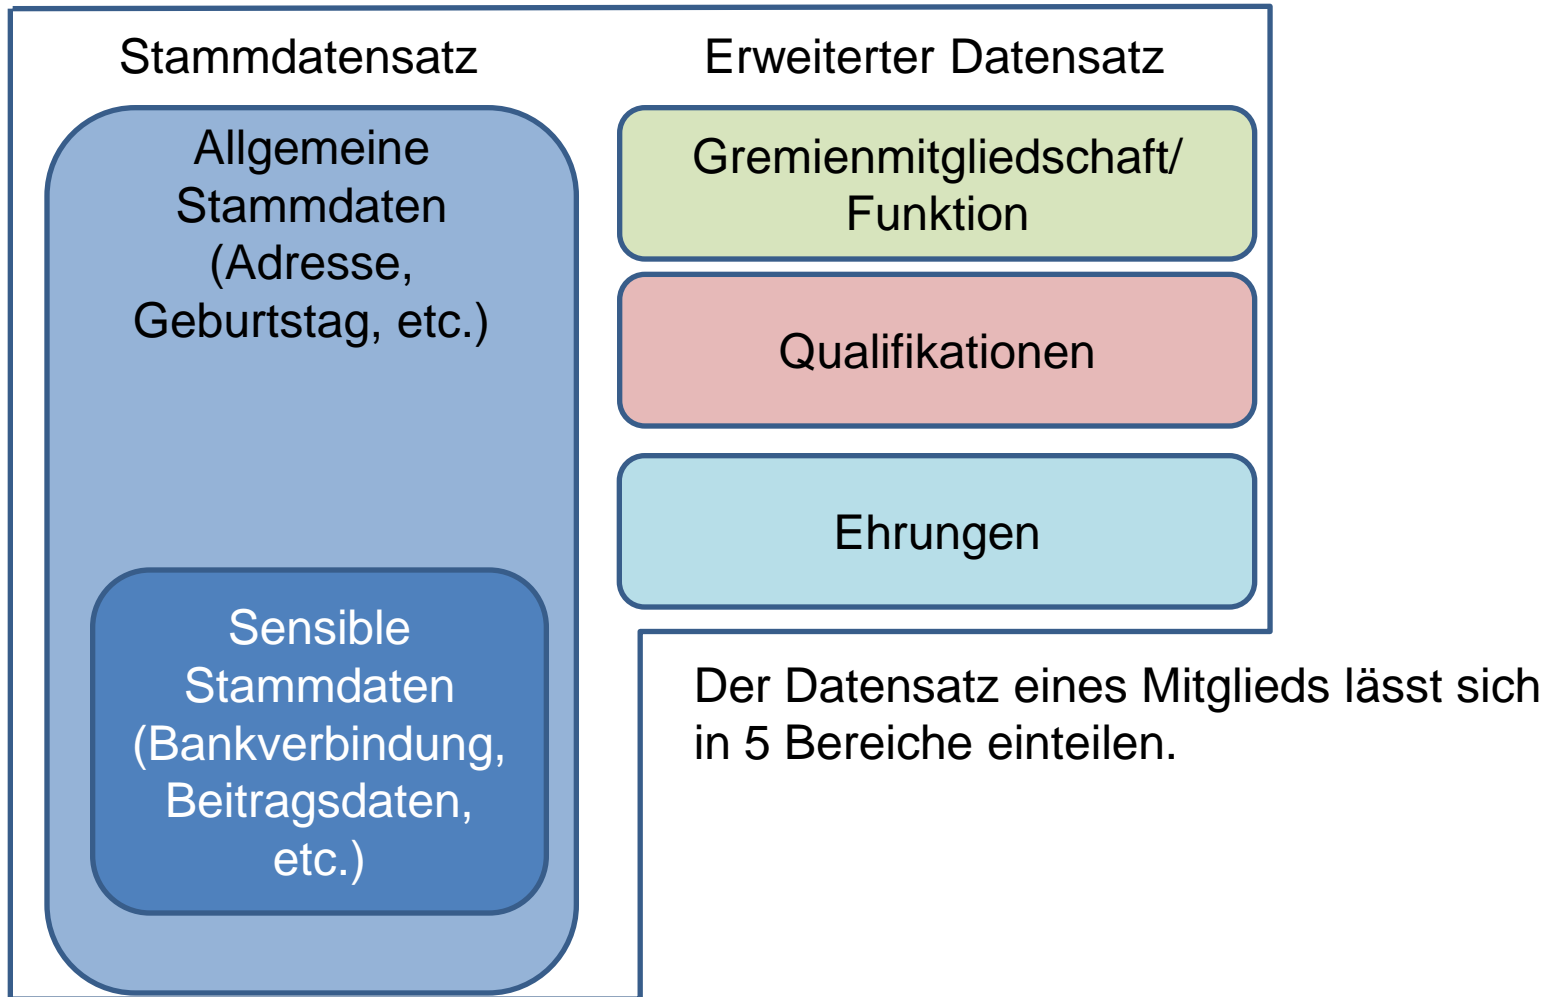 Stammdatensatz
Allgemeine
Stammdaten
(Adresse,
Geburtstag, etc.)
Sensible
Stammdaten
(Bankverbindung,
Beitragsdaten,
etc.)
Erweiterter Datensatz
Gremienmitgliedschaft/
Funktion
Qualifikationen
Ehrungen
Der Datensatz eines Mitglieds lässt sich
in 5 Bereiche einteilen.